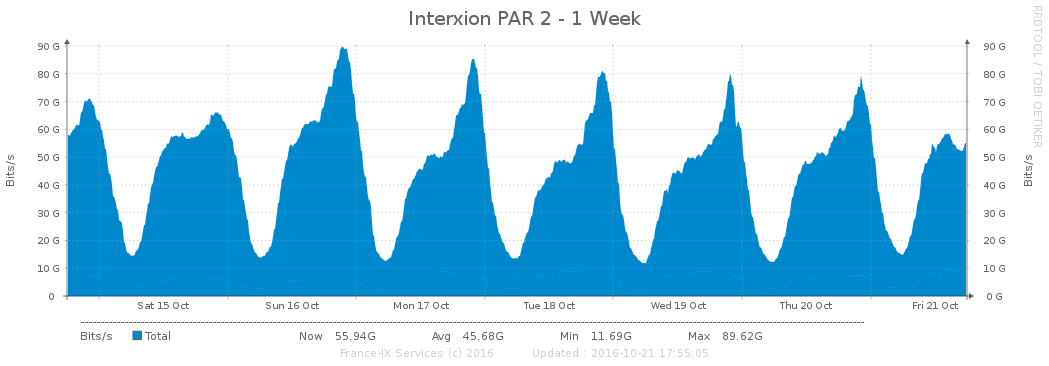 Interxion PAR 2 - 1 Week
RRDTOOL / TOBI OETIKER
Bits/s
90 G 90 G
80 G 80 G
70 G 70 G
60 G 60 G
50 G 50 G
40 G 40 G
30 G 30 G
20 G 20 G
10 G 10 G
0 0 G
Bits/s
Sat 15 Oct Sun 16 Oct Mon 17 Oct Tue 18 Oct Wed 19 Oct Thu 20 Oct Fri 21 Oct
Bits/s Total Now 55.94G Avg 45.68G Min 11.69G Max 89.62G
France-IX Services (c) 2016 Updated : 2016-10-21 17:55:05